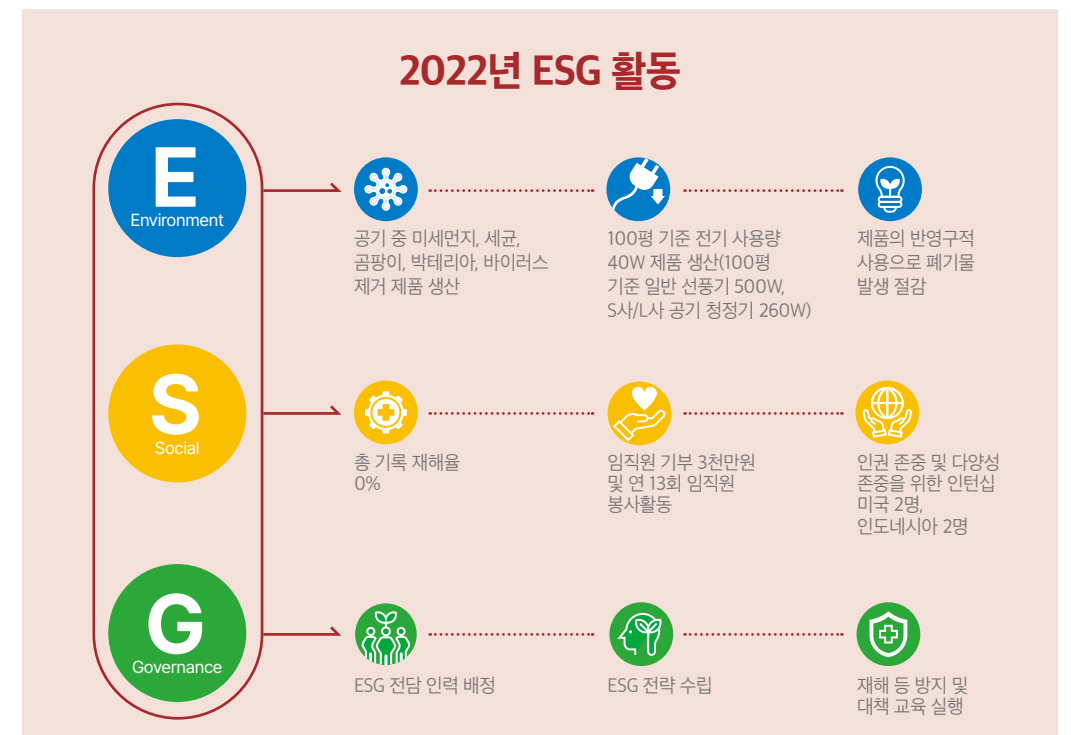 2022년 ESG 활동
E
Environment
공기 중 미세먼지, 세균,
곰팡이, 박테리아, 바이러스
제거 제품 생산
100평 기준 전기 사용량
40W 제품 생산(100평
기준 일반 선풍기 500W,
S사/L사 공기 청정기 260W)
제품의 반영구적
사용으로 폐기물
발생 절감
S
Social
총 기록 재해율
0%
임직원 기부 3천만원
및 연 13회 임직원
봉사활동
인권 존중 및 다양성
존중을 위한 인턴십
미국 2명,
인도네시아 2명
G
Governance
ESG 전담 인력 배정
ESG 전략 수립
재해 등 방지 및
대책 교육 실행